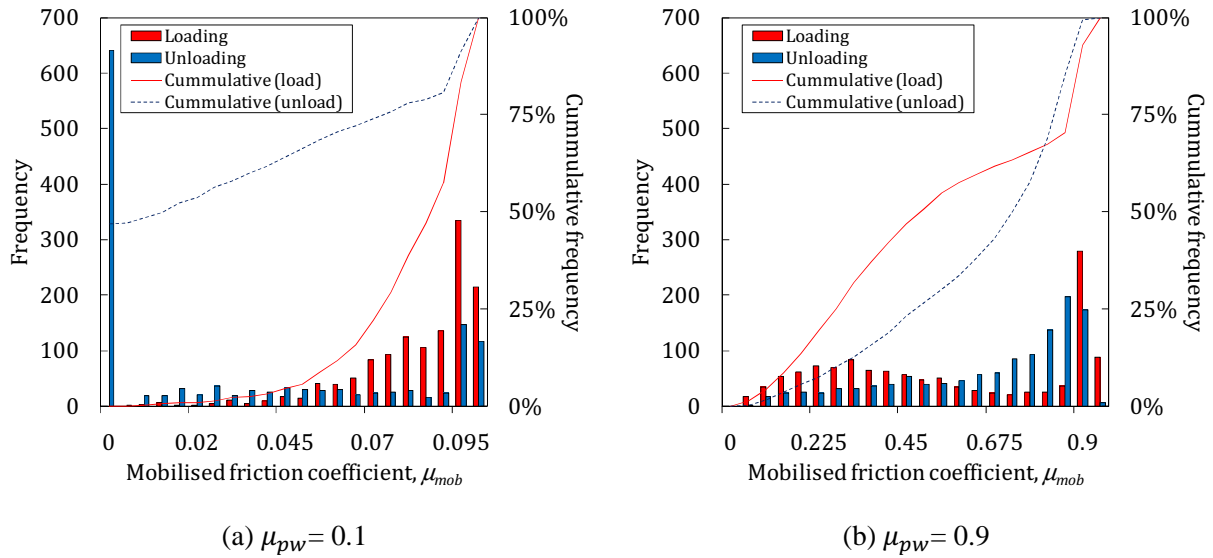 700
600
500
400
300
200
100
0
Frequency
Loading
Unloading
Cummulative (load)
Cummulative (unload)
100%
75%
50%
25%
0%
Cummulative frequency
0 0.02 0.045 0.07 0.095
Mobilised friction coefficient, μmob
(a) μpw= 0.1
700
600
500
400
300
200
100
0
Frequency
Loading
Unloading
Cummulative (load)
Cummulative (unload)
100%
75%
50%
25%
0%
Cummulative frequency
0 0.225 0.45 0.675 0.9
Mobilised friction coefficient, μmob
(b) μpw= 0.9